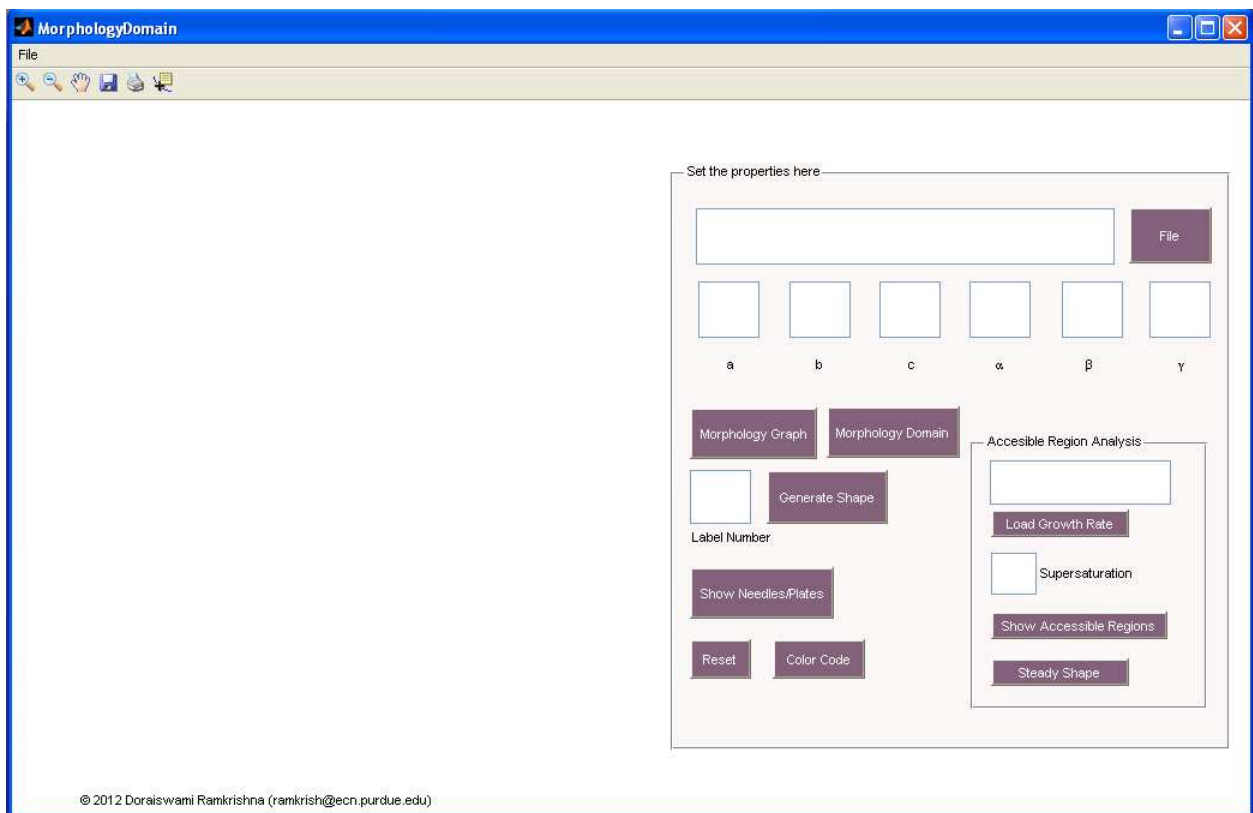 MorphologyDomain
File
Set the properties here
File
a b c α β γ
Morphology Graph Morphology Domain
Accesible Region Analysis
Generate Shape
Label Number
Load Growth Rate
Supersaturation
Show Needles/Plates
Show Accessible Regions
Reset Color Code
Steady Shape
© 2012 Doraiswami Ramkrishna (ramkrish@ecn.purdue.edu)